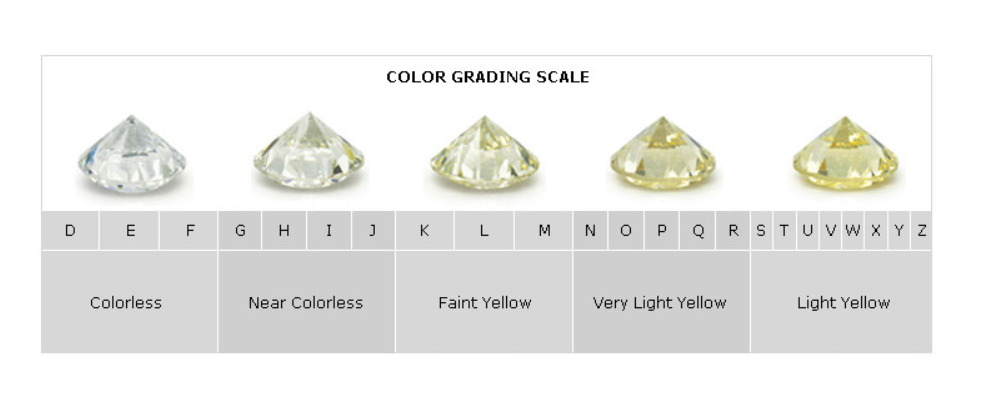 COLOR GRADING SCALE
D E F G H I J K L M N O P Q R S T U V W X Y Z
Colorless Near Colorless Faint Yellow Very Light Yellow Light Yellow